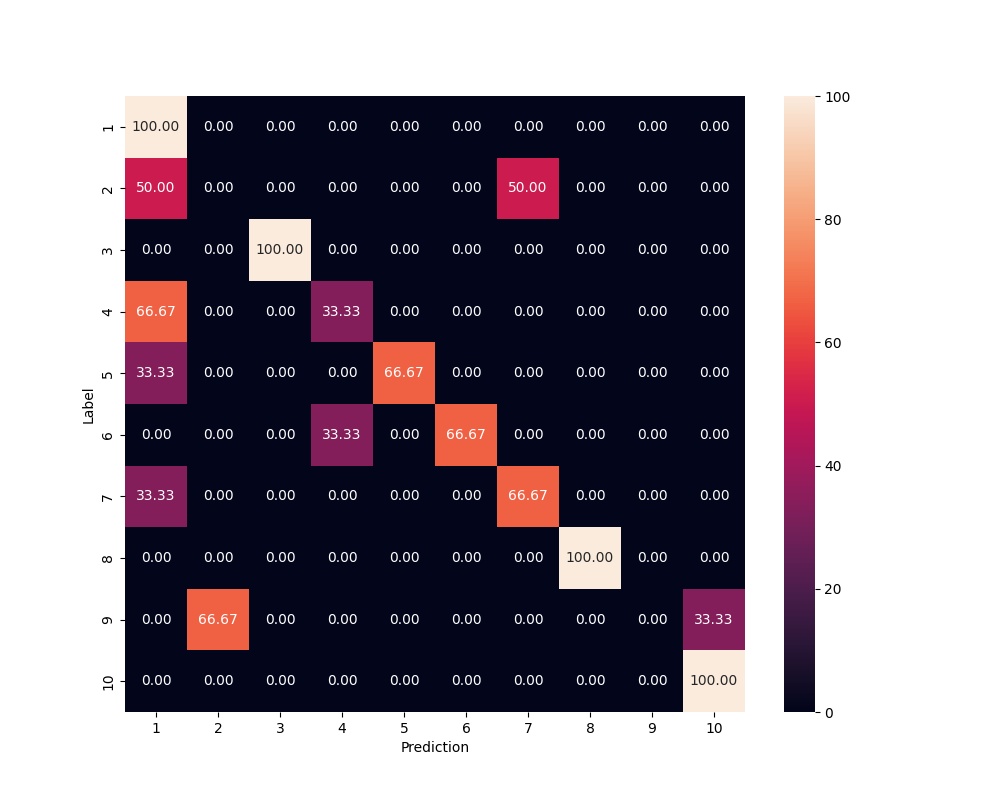 1 100.00 0.00 0.00 0.00 0.00 0.00 0.00 0.00 0.00 0.00
2 50.00 0.00 0.00 0.00 0.00 0.00 50.00 0.00 0.00 0.00
3 0.00 0.00 100.00 0.00 0.00 0.00 0.00 0.00 0.00 0.00
4 66.67 0.00 0.00 33.33 0.00 0.00 0.00 0.00 0.00 0.00
5 33.33 0.00 0.00 0.00 66.67 0.00 0.00 0.00 0.00 0.00
6 0.00 0.00 0.00 33.33 0.00 66.67 0.00 0.00 0.00 0.00
7 33.33 0.00 0.00 0.00 0.00 0.00 66.67 0.00 0.00 0.00
8 0.00 0.00 0.00 0.00 0.00 0.00 0.00 100.00 0.00 0.00
9 0.00 66.67 0.00 0.00 0.00 0.00 0.00 0.00 0.00 33.33
10 0.00 0.00 0.00 0.00 0.00 0.00 0.00 0.00 0.00 100.00
1 2 3 4 5 6 7 8 9 10
Prediction
Label
100
80
60
40
20
0